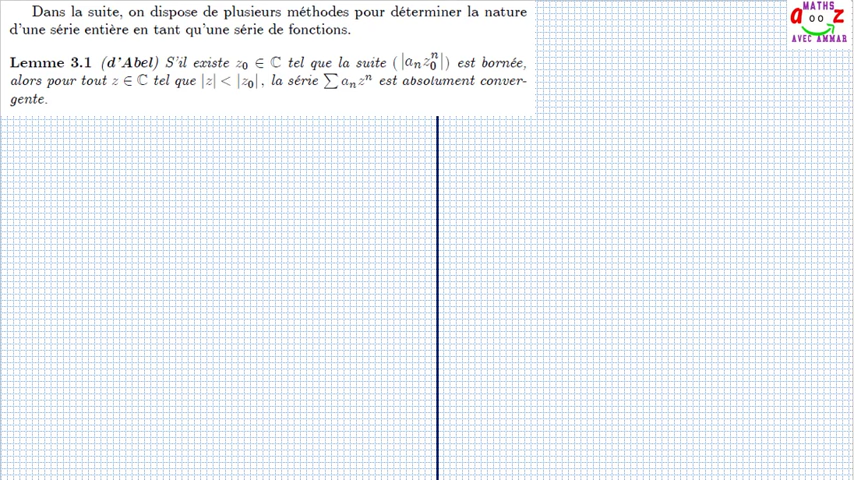 Dans la suite, on dispose de plusieurs méthodes pour déterminer la nature
d'une série entière en tant qu'une série de fonctions.
Lemme 3.1 (d'Abel) S'il existe z₀ ∈ ℂ tel que la suite (|aₙz₀ⁿ|) est bornée,
alors pour tout z ∈ ℂ tel que |z| < |z₀|, la série ∑ aₙzⁿ est absolument conver-
gente.
MATHS
a oo z
AVEC AMMAR